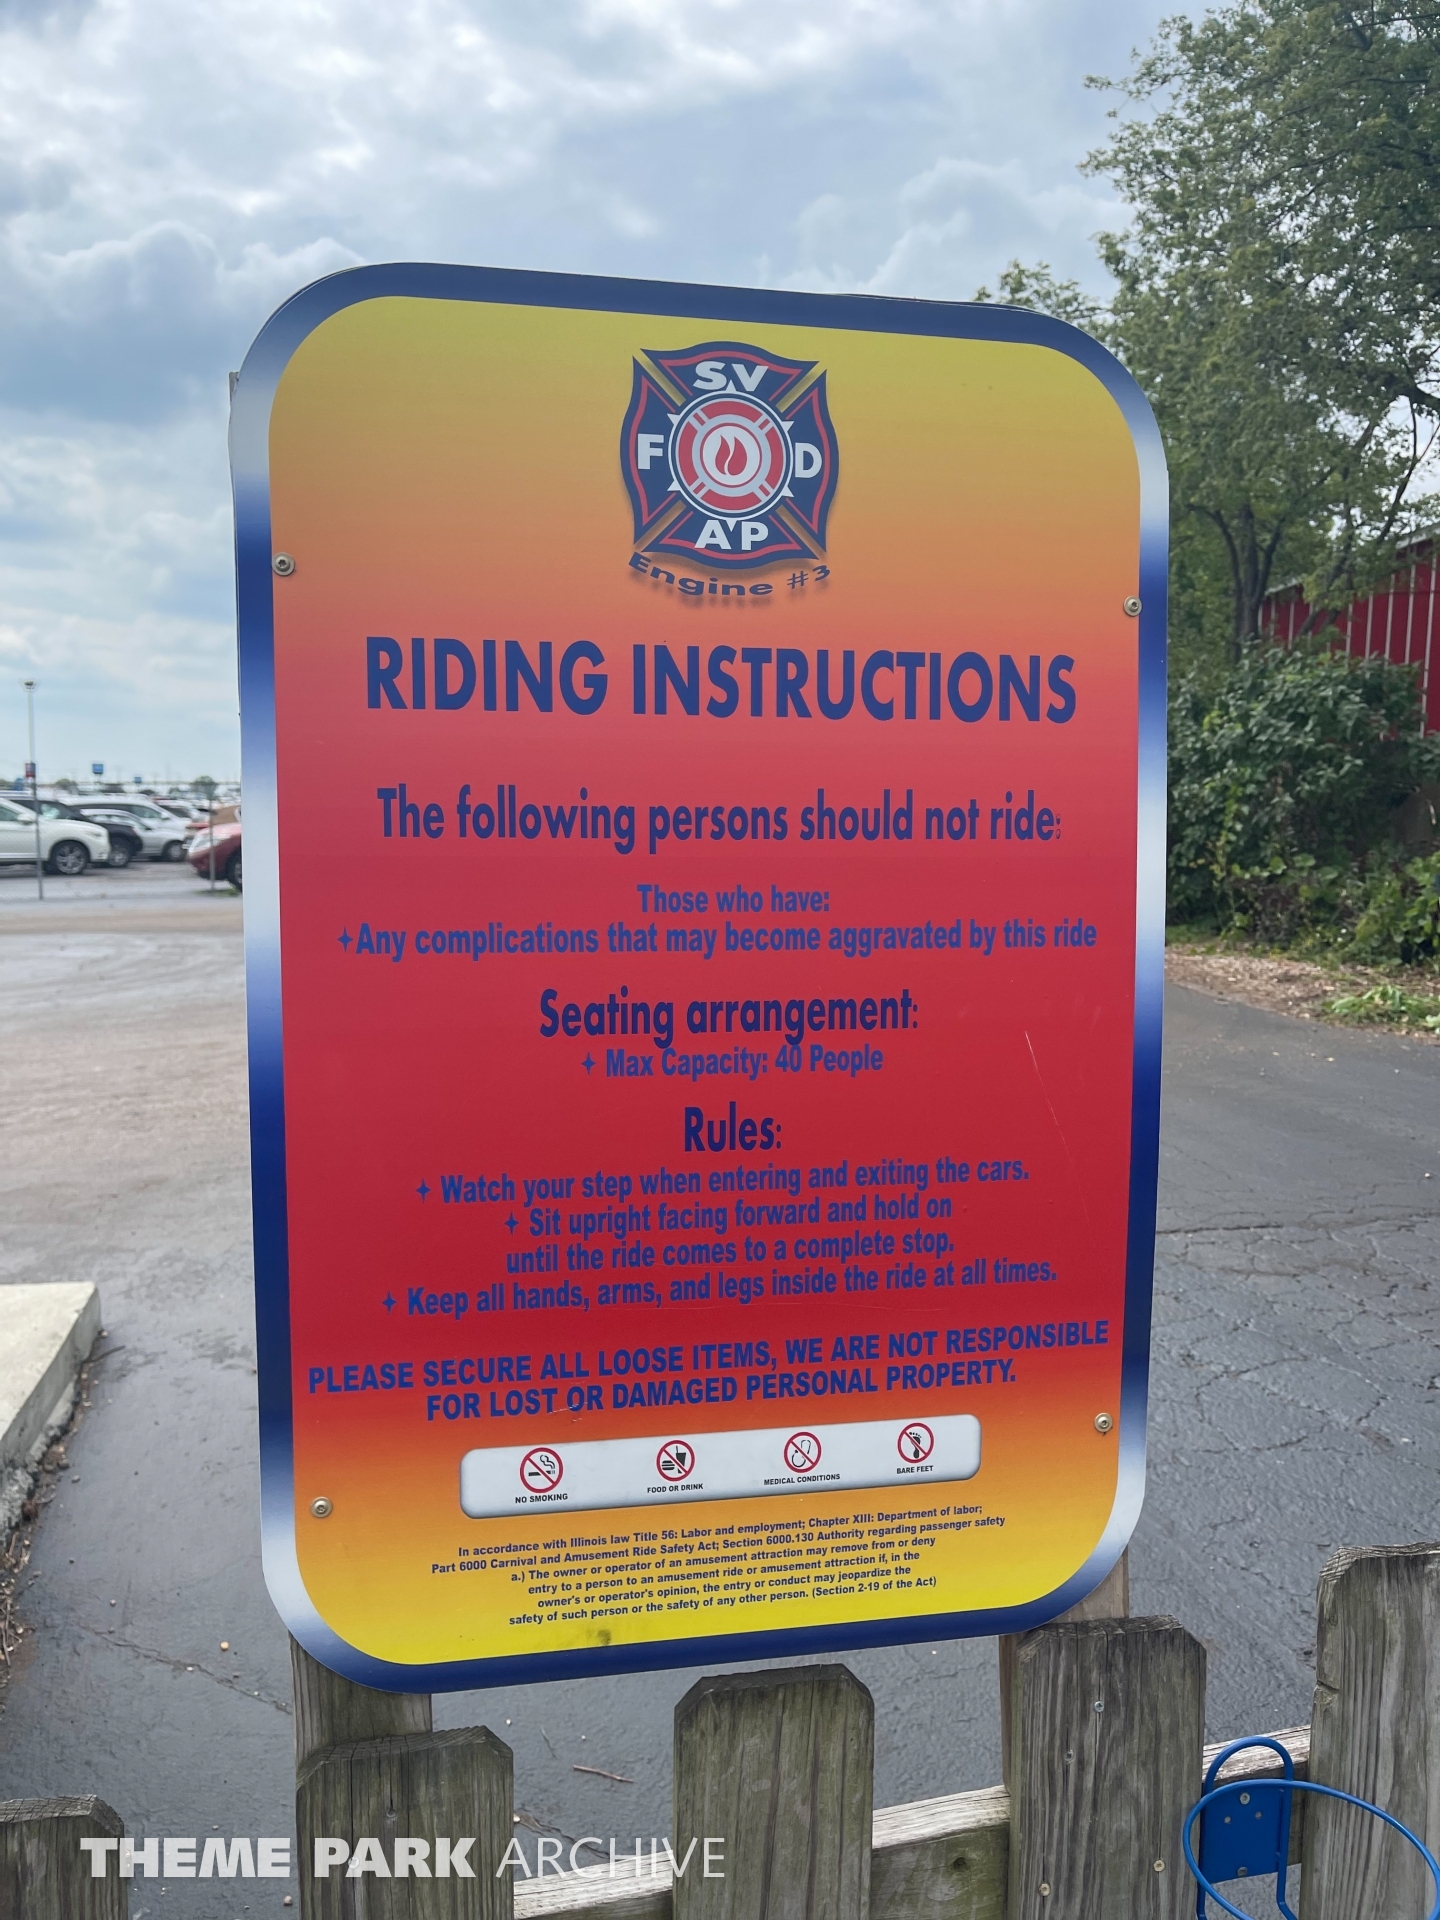 SV
F D
AP
Engine #3
RIDING INSTRUCTIONS
The following persons should not ride:
Those who have:
✦Any complications that may become aggravated by this ride
Seating arrangement:
✦ Max Capacity: 40 People
Rules:
✦ Watch your step when entering and exiting the cars.
✦ Sit upright facing forward and hold on
until the ride comes to a complete stop.
✦ Keep all hands, arms, and legs inside the ride at all times.
PLEASE SECURE ALL LOOSE ITEMS, WE ARE NOT RESPONSIBLE
FOR LOST OR DAMAGED PERSONAL PROPERTY.
NO SMOKING FOOD OR DRINK MEDICAL CONDITIONS BARE FEET
In accordance with Illinois law Title 56: Labor and employment; Chapter XIII: Department of labor;
Part 6000 Carnival and Amusement Ride Safety Act; Section 6000.130 Authority regarding passenger safety
a.) The owner or operator of an amusement attraction may remove from or deny
entry to a person to an amusement ride or amusement attraction if, in the
owner's or operator's opinion, the entry or conduct may jeopardize the
safety of such person or the safety of any other person. (Section 2-19 of the Act)
THEME PARK ARCHIVE